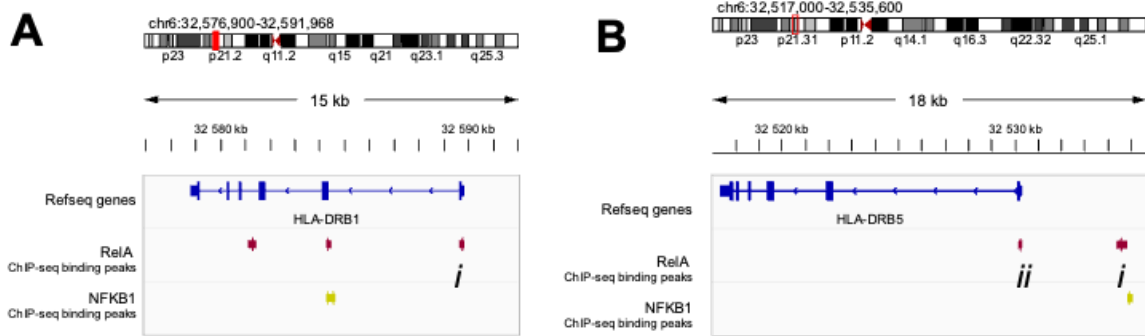 A
chr6:32,576,900-32,591,968
p23 p21.2 q11.2 q15 q21 q23.1 q25.3
15 kb
32 580 kb 32 590 kb
Refseq genes
HLA-DRB1
RelA
ChIP-seq binding peaks
i
NFKB1
ChIP-seq binding peaks
B
chr6:32,517,000-32,535,600
p23 p21.31 p11.2 q14.1 q16.3 q22.32 q25.1
18 kb
32 520 kb 32 530 kb
Refseq genes
HLA-DRB5
RelA
ChIP-seq binding peaks
ii i
NFKB1
ChIP-seq binding peaks